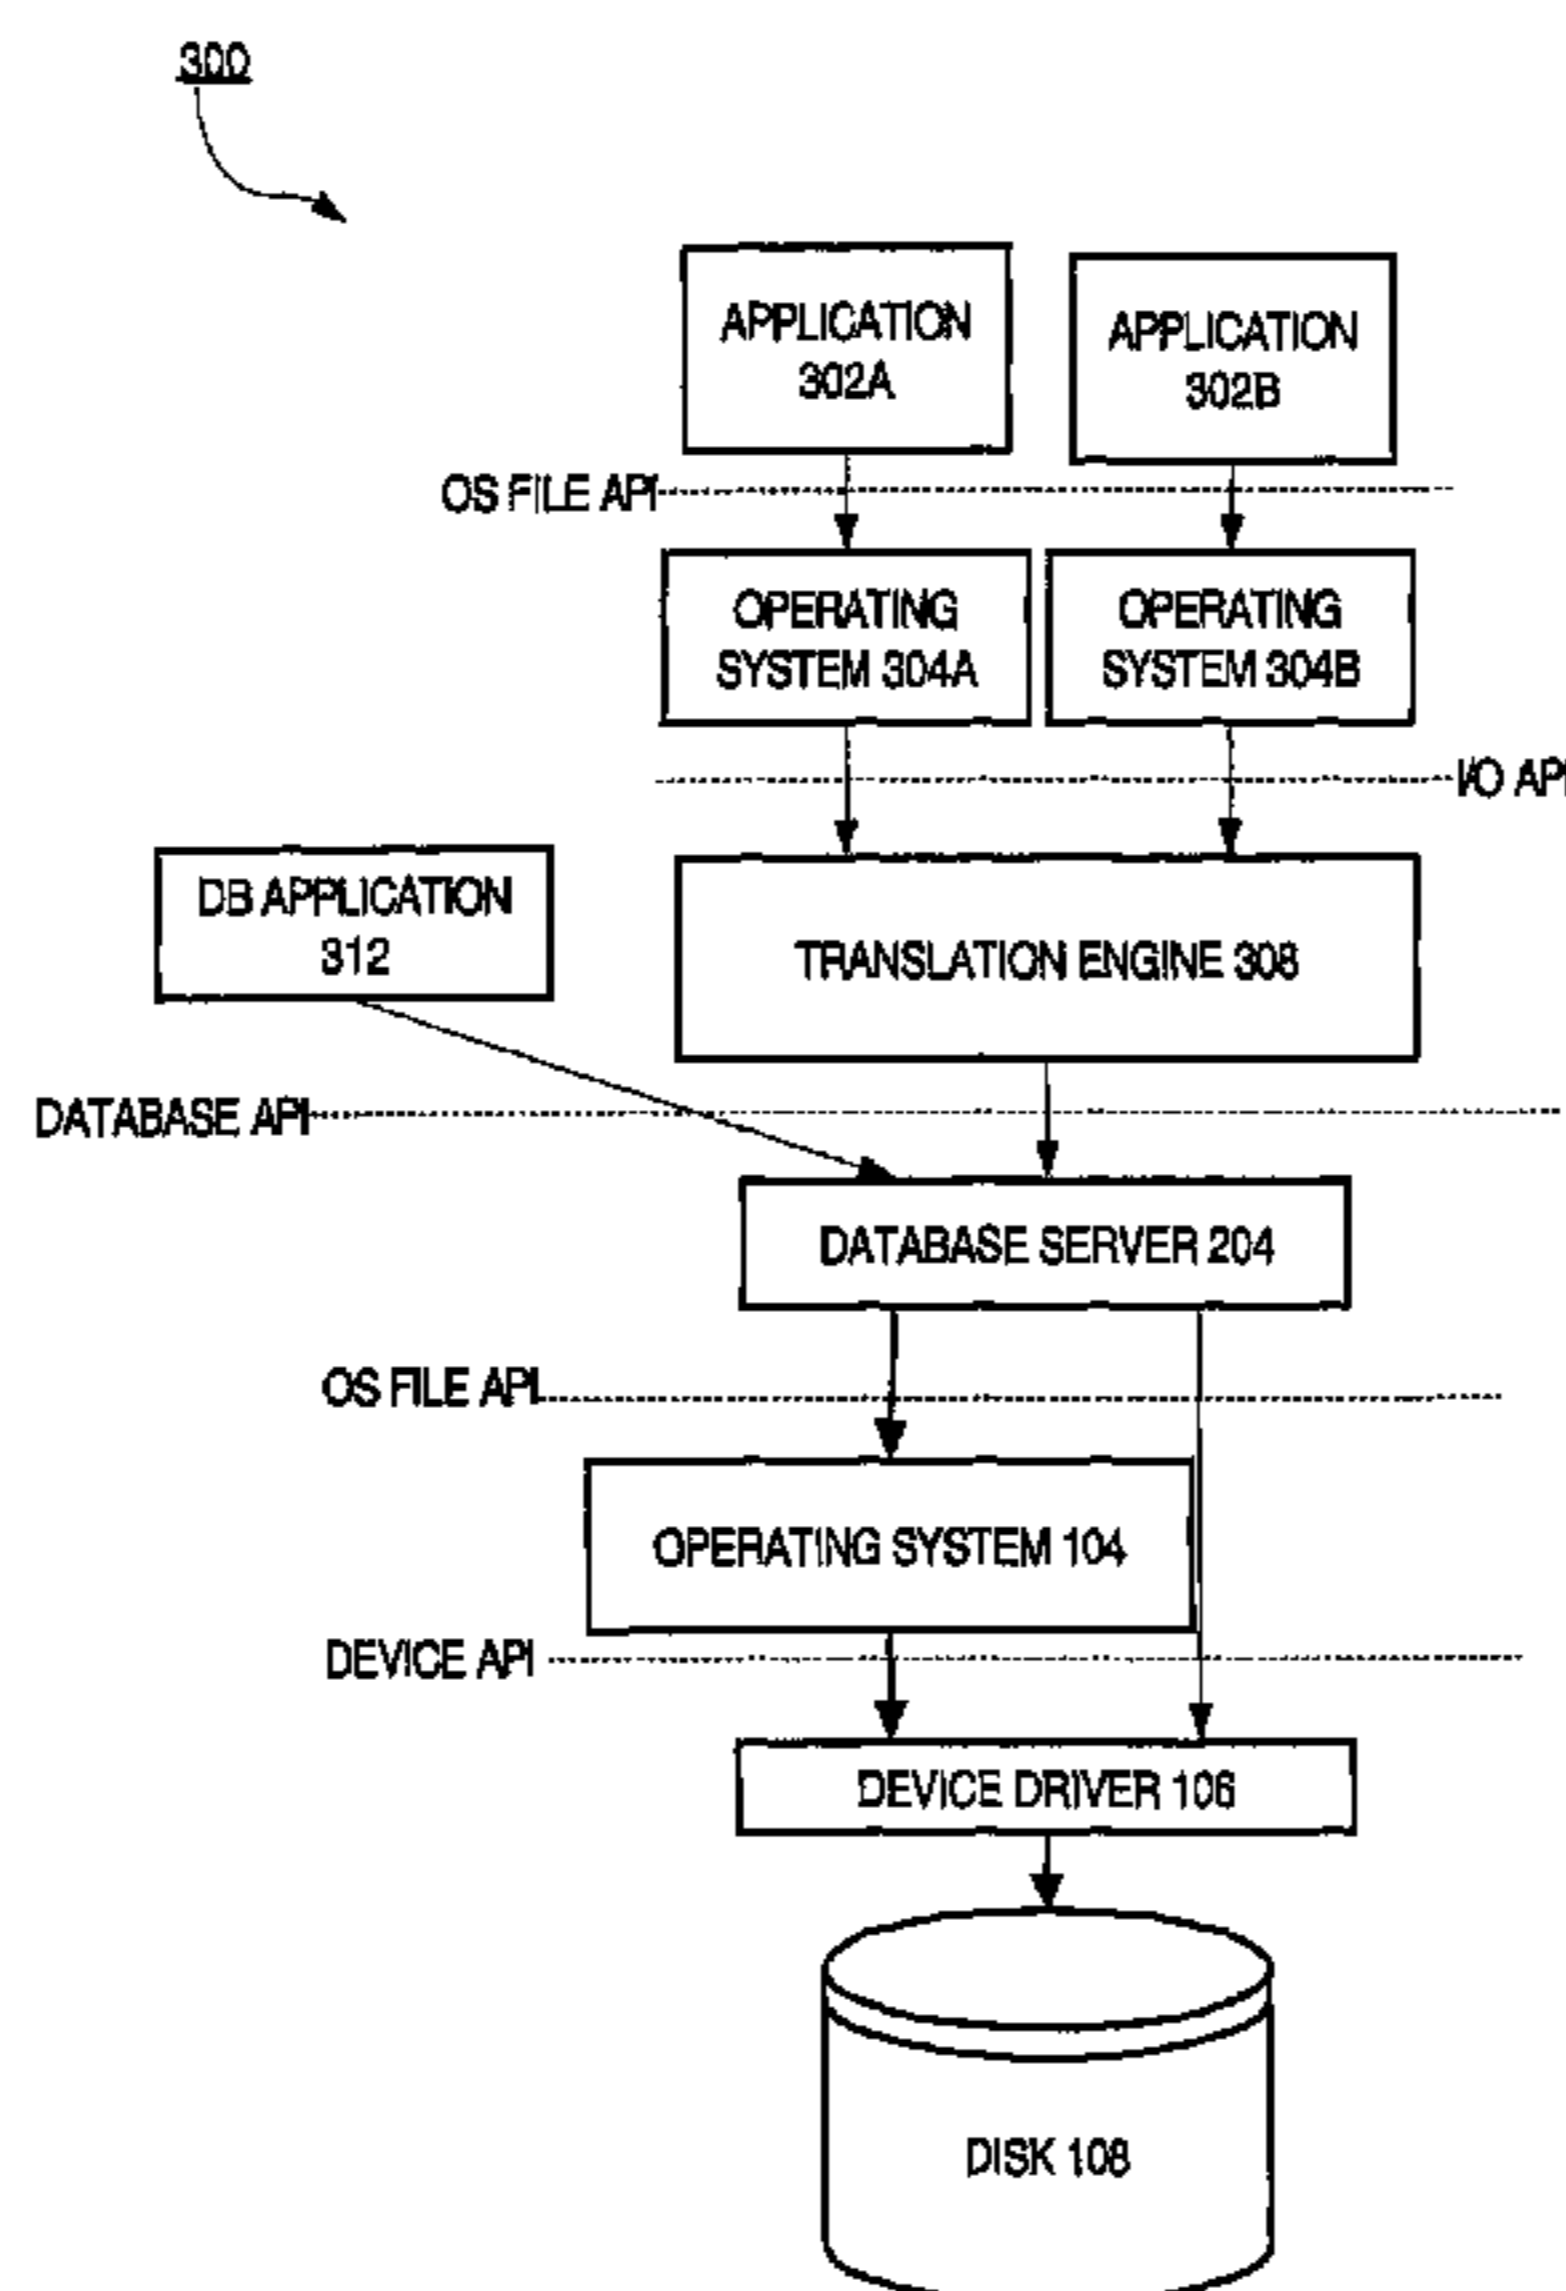 300
APPLICATION
302A
APPLICATION
302B
OS FILE API
OPERATING
SYSTEM 304A
OPERATING
SYSTEM 304B
I/O API
DB APPLICATION
312
TRANSLATION ENGINE 308
DATABASE API
DATABASE SERVER 204
OS FILE API
OPERATING SYSTEM 104
DEVICE API
DEVICE DRIVER 106
DISK 108